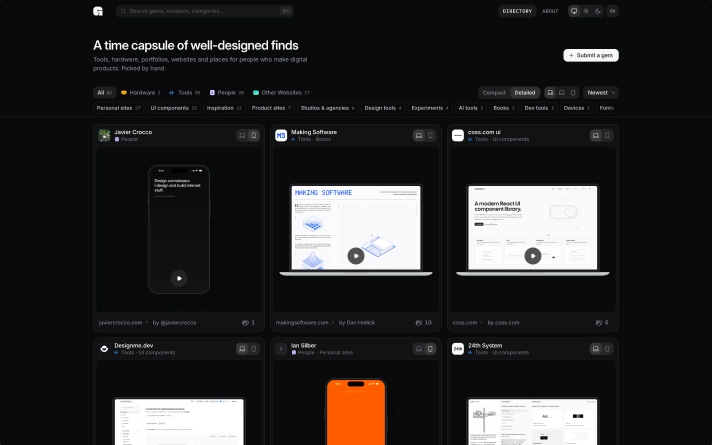 Search gems, creators, categories...
DIRECTORY
ABOUT
A time capsule of well-designed finds
Tools, hardware, portfolios, websites and places for people who make digital
products. Picked by hand.
Submit a gem
All
Hardware 2
Tools
People
Other Websites
Compact
Detailed
Newest
Personal sites
UI components
Inspiration
Product sites
Studios & agencies
Design tools
Experiments
AI tools
Books
Dev tools
Devices
Fonts
Javier Crocco
People
Making Software
Tools · Books
coss.com ui
Tools · UI components
Design connoisseur.
I design and build internet
stuff.
MAKING SOFTWARE
A modern React UI
component library.
javiercrocco.com
by @javiercrocco
1
makingsoftware.com
by Dan Hollick
10
coss.com
by coss.com
6
Designme.dev
Tools · UI components
Ian Silber
People · Personal sites
24th System
Tools · UI components